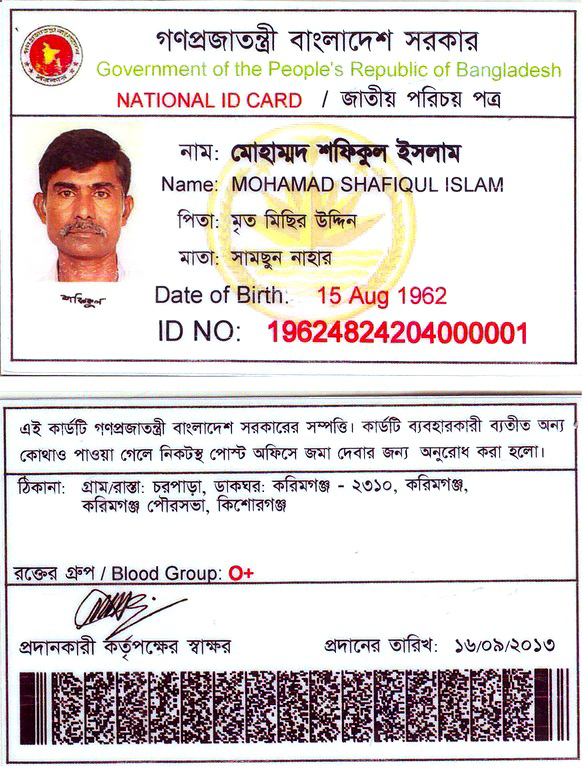 গণপ্রজাতন্ত্রী বাংলাদেশ সরকার
Government of the People's Republic of Bangladesh
NATIONAL ID CARD / জাতীয় পরিচয় পত্র
নাম: মোহাম্মদ শফিকুল ইসলাম
Name: MOHAMAD SHAFIQUL ISLAM
পিতা: মৃত মিছির উদ্দিন
মাতা: সামছুন নাহার
শফিকুল
Date of Birth: 15 Aug 1962
ID NO: 19624824204000001
এই কার্ডটি গণপ্রজাতন্ত্রী বাংলাদেশ সরকারের সম্পত্তি। কার্ডটি ব্যবহারকারী ব্যতীত অন্য
কোথাও পাওয়া গেলে নিকটস্থ পোস্ট অফিসে জমা দেবার জন্য অনুরোধ করা হলো।
ঠিকানা: গ্রাম/রাস্তা: চরপাড়া, ডাকঘর: করিমগঞ্জ - ২৩১০, করিমগঞ্জ,
করিমগঞ্জ পৌরসভা, কিশোরগঞ্জ
রক্তের গ্রুপ / Blood Group: O+
প্রদানকারী কর্তৃপক্ষের স্বাক্ষর প্রদানের তারিখ: ১৬/০৯/২০১৩